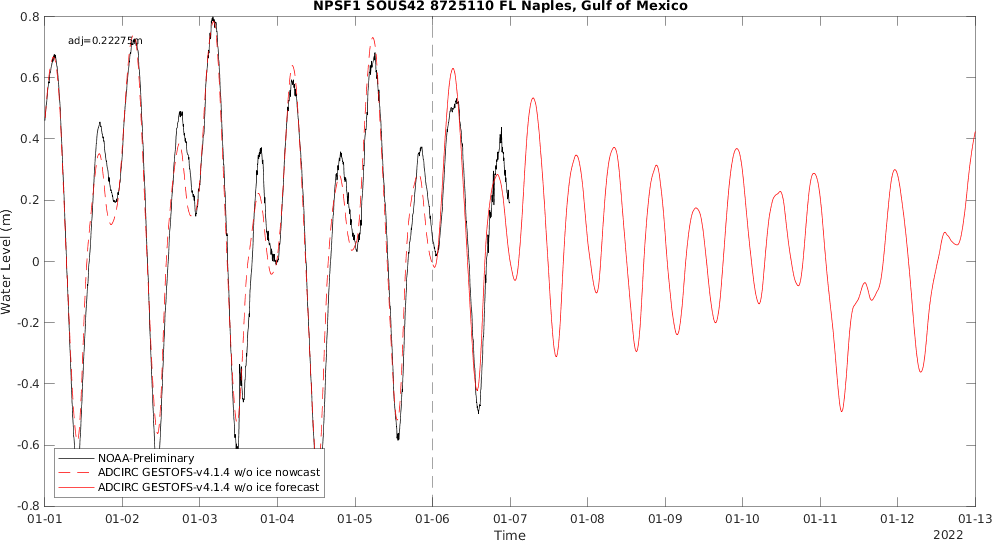 NPSF1 SOUS42 8725110 FL Naples, Gulf of Mexico
adj=0.22275m
0.8
0.6
0.4
0.2
0
-0.2
-0.4
-0.6
-0.8
Water Level (m)
NOAA-Preliminary
ADCIRC GESTOFS-v4.1.4 w/o ice nowcast
ADCIRC GESTOFS-v4.1.4 w/o ice forecast
01-01 01-02 01-03 01-04 01-05 01-06 01-07 01-08 01-09 01-10 01-11 01-12 01-13
Time
2022